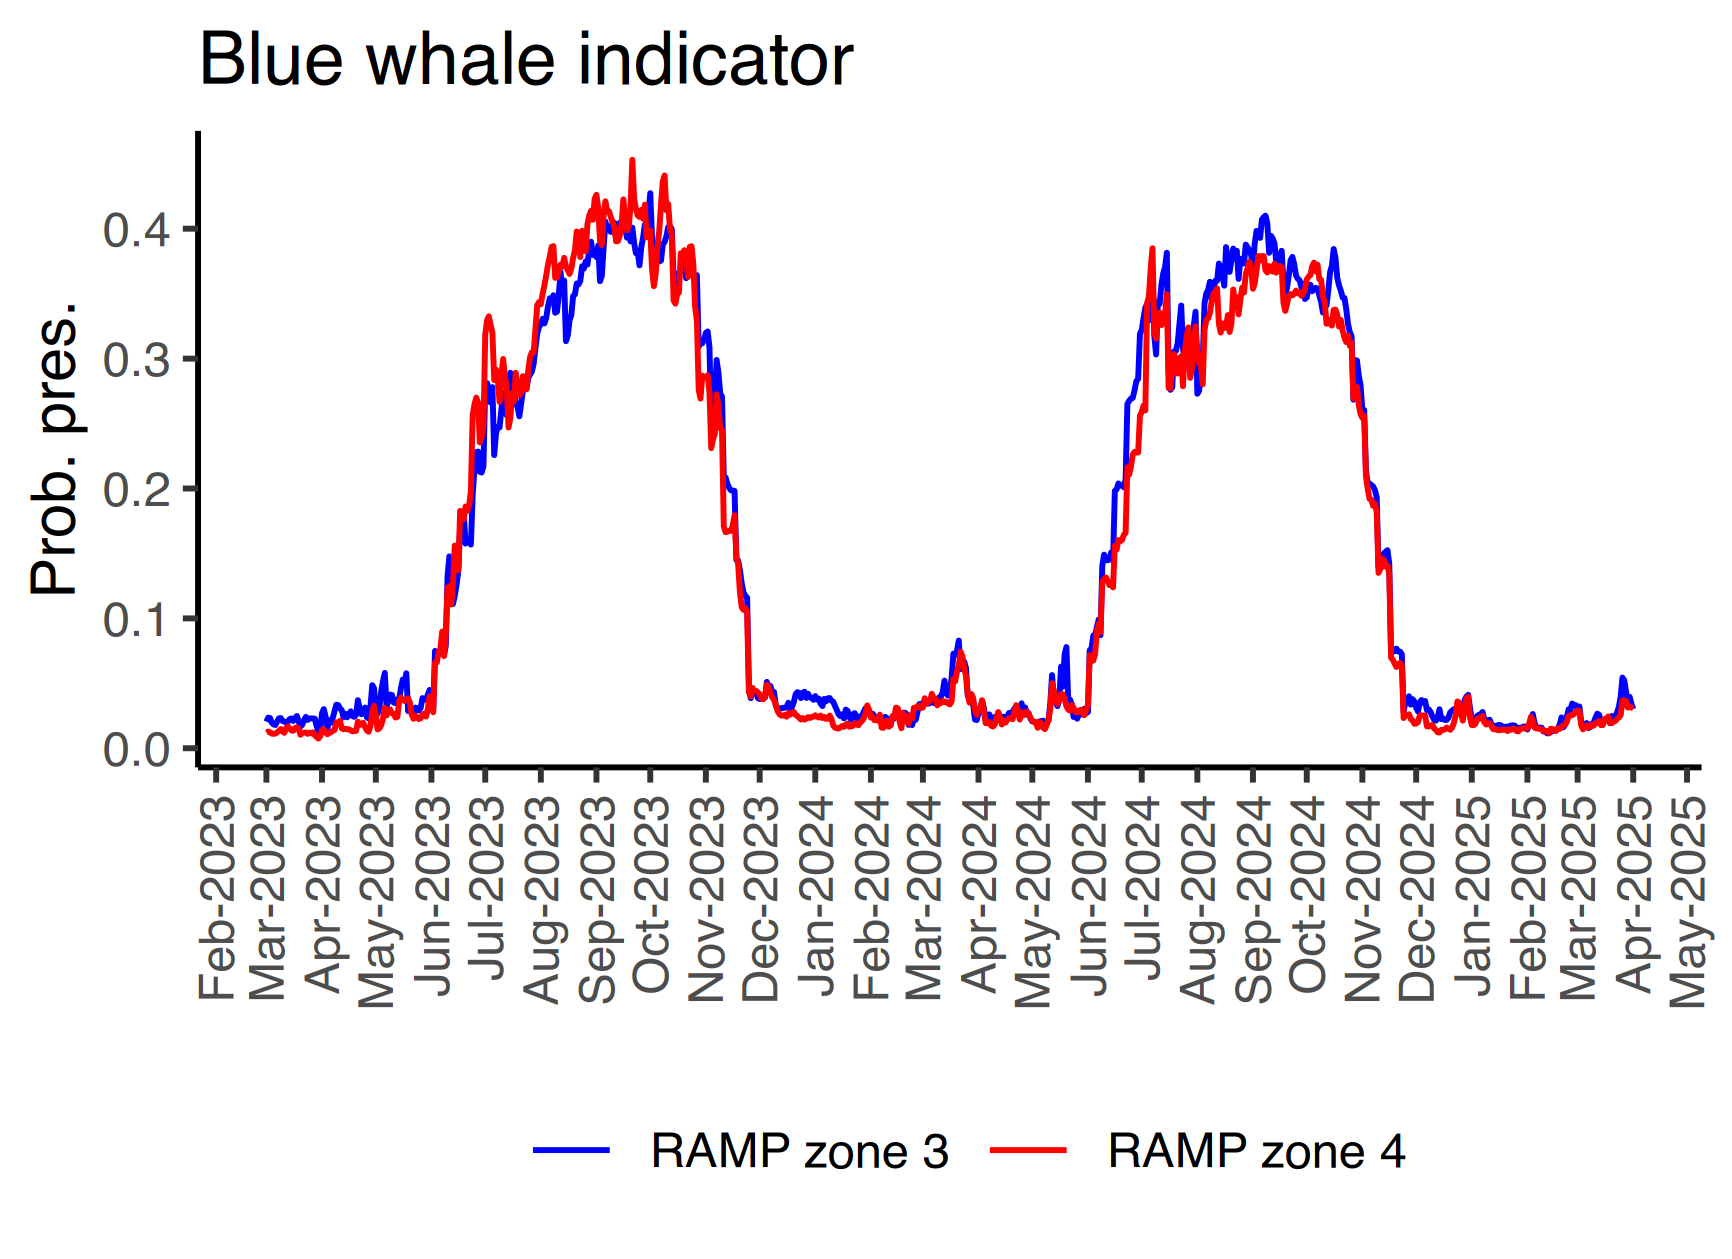 Blue whale indicator
Prob. pres.
0.4
0.3
0.2
0.1
0.0
Feb-2023
Mar-2023
Apr-2023
May-2023
Jun-2023
Jul-2023
Aug-2023
Sep-2023
Oct-2023
Nov-2023
Dec-2023
Jan-2024
Feb-2024
Mar-2024
Apr-2024
May-2024
Jun-2024
Jul-2024
Aug-2024
Sep-2024
Oct-2024
Nov-2024
Dec-2024
Jan-2025
Feb-2025
Mar-2025
Apr-2025
May-2025
RAMP zone 3
RAMP zone 4